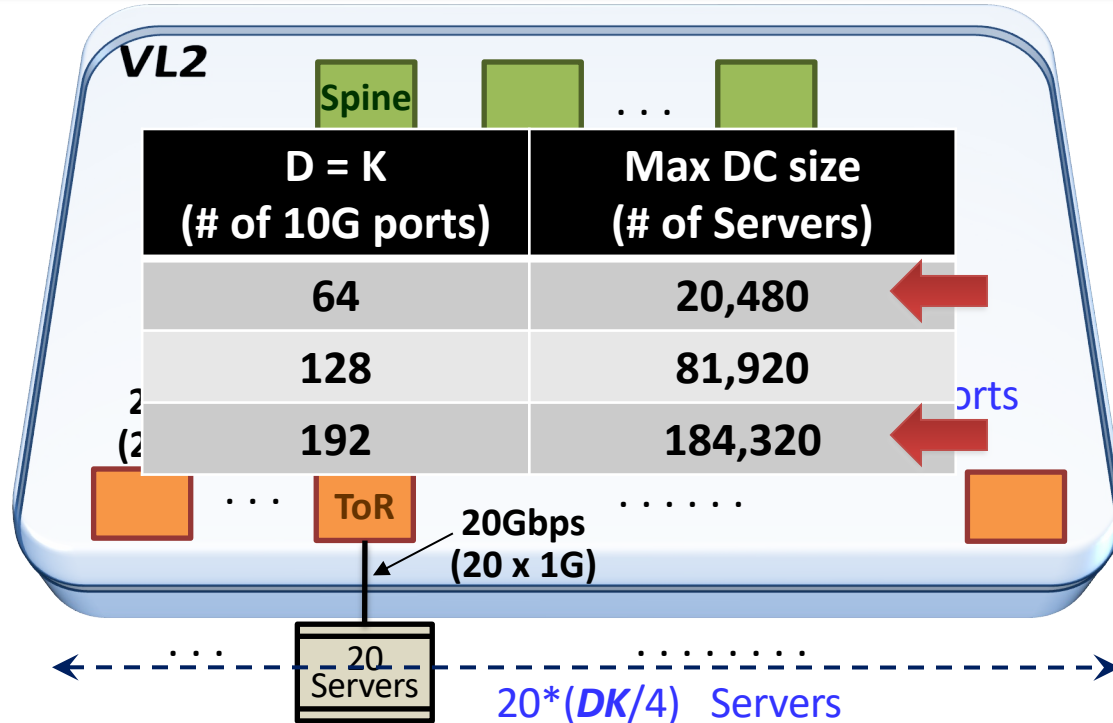 VL2
Spine
. . .
D = K
(# of 10G ports)
Max DC size
(# of Servers)
64
20,480
128
81,920
192
184,320
. . .
ToR
. . . . . .
20Gbps
(20 x 1G)
. . .
20
Servers
. . . . . . . .
20*(DK/4) Servers